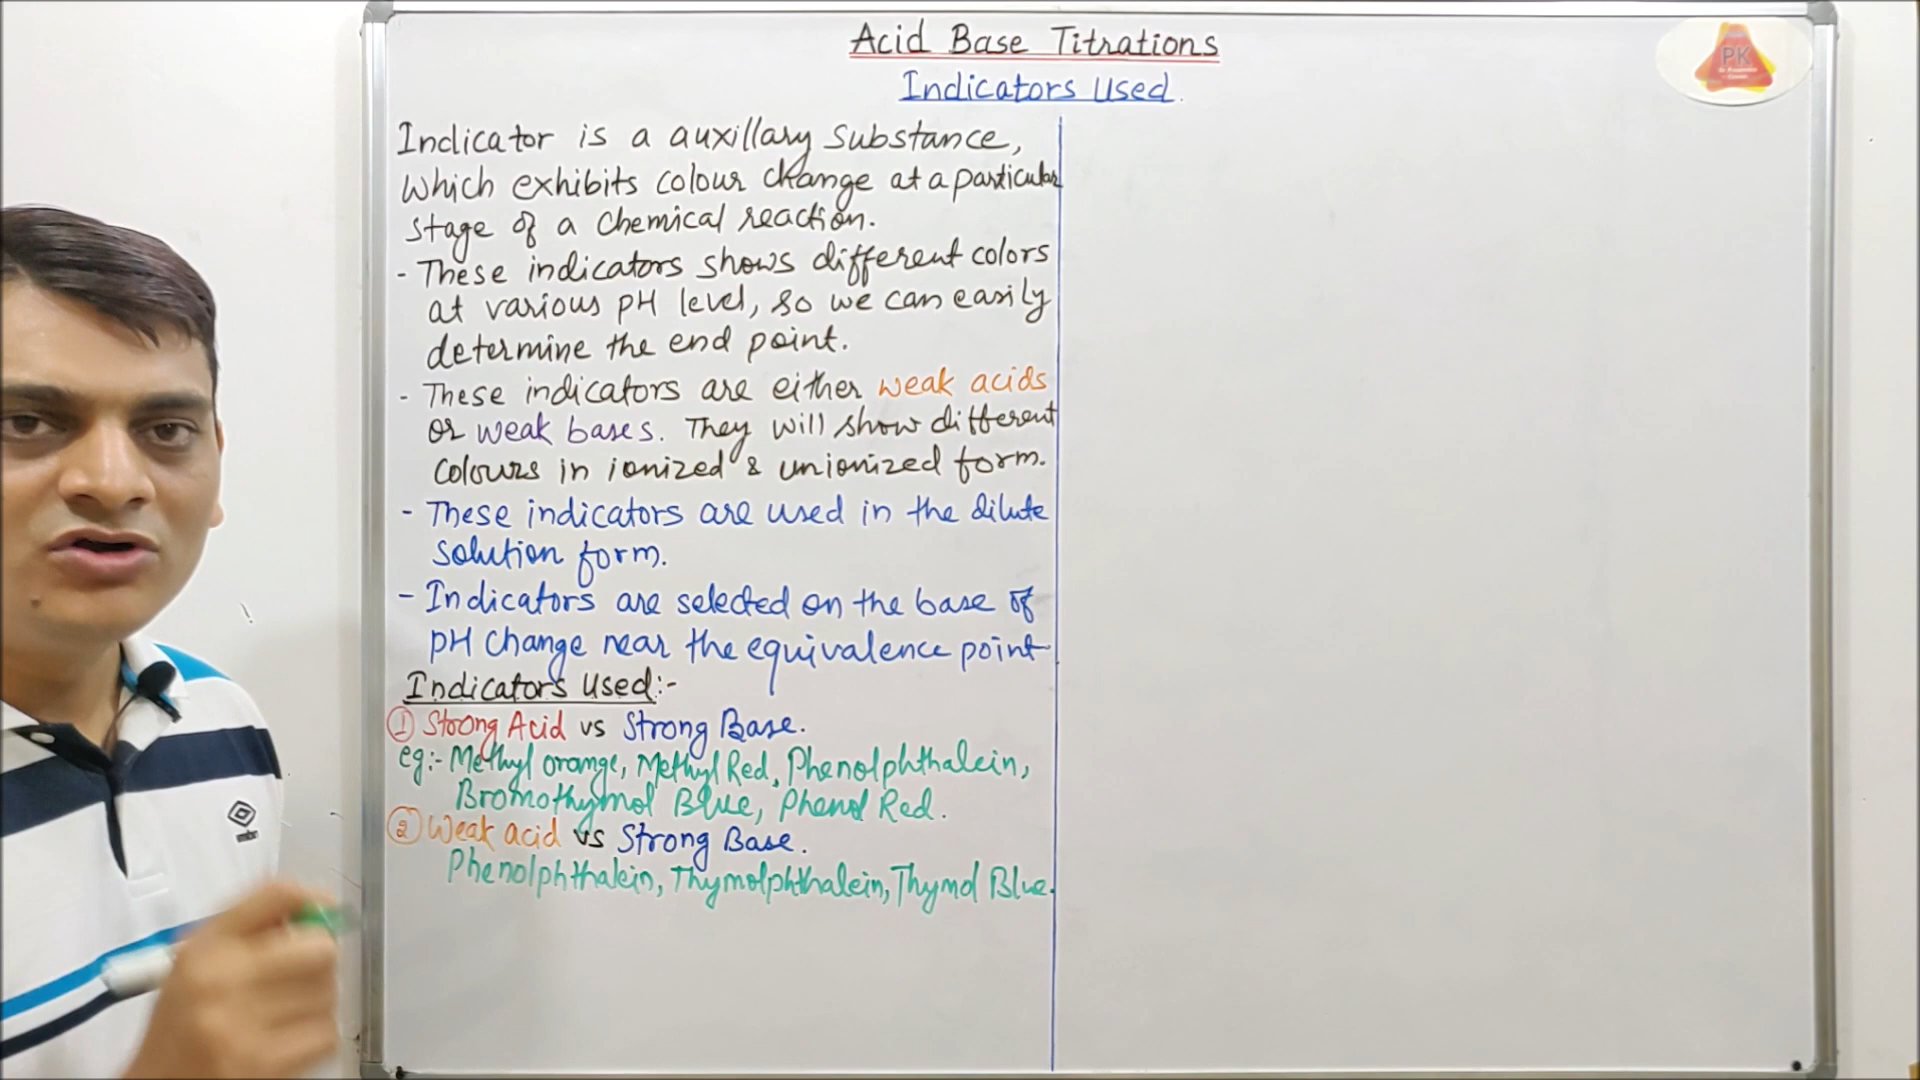 Acid Base Titrations
Indicators Used.
Indicator is a auxillary substance,
which exhibits colour change at a particular
stage of a chemical reaction.
- These indicators shows different colors
at various pH level, so we can easily
determine the end point.
- These indicators are either weak acids
or weak bases. They will show different
colours in ionized & unionized form.
- These indicators are used in the dilute
solution form.
- Indicators are selected on the base of
pH change near the equivalence point.
Indicators Used:-
① Strong Acid vs Strong Base.
eg:- Methyl orange, Methyl Red, Phenolphthalein,
Bromothymol Blue, Phenol Red.
② Weak acid vs Strong Base.
Phenolphthalein, Thymolphthalein, Thymol Blue.
PK
umbro